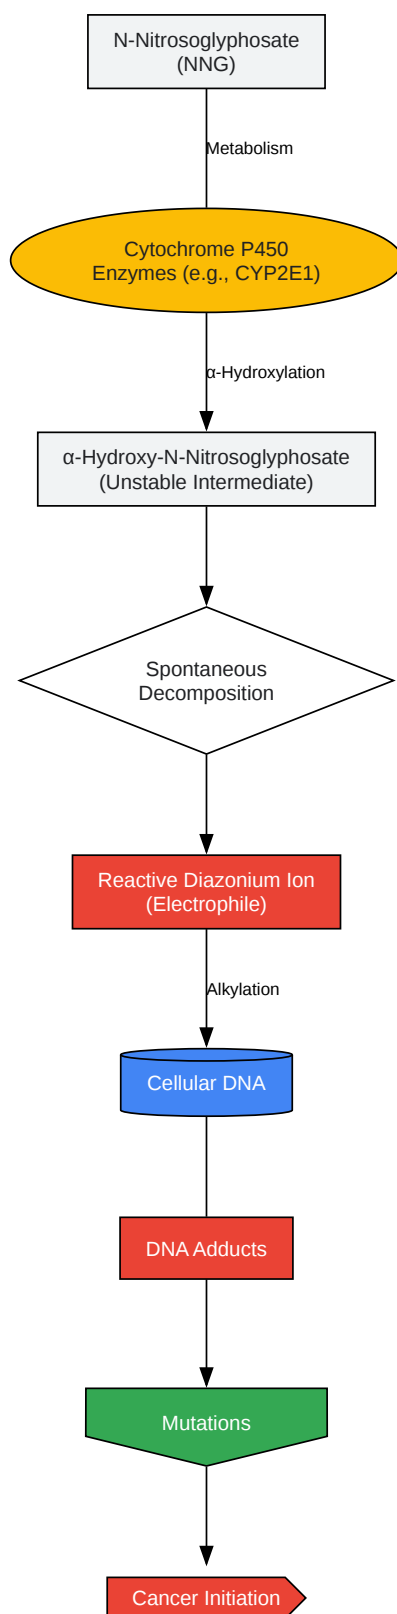 N-Nitrosoglyphosate
(NNG)
Metabolism
Cytochrome P450
Enzymes (e.g., CYP2E1)
α-Hydroxylation
α-Hydroxy-N-Nitrosoglyphosate
(Unstable Intermediate)
Spontaneous
Decomposition
Reactive Diazonium Ion
(Electrophile)
Alkylation
Cellular DNA
DNA Adducts
Mutations
Cancer Initiation